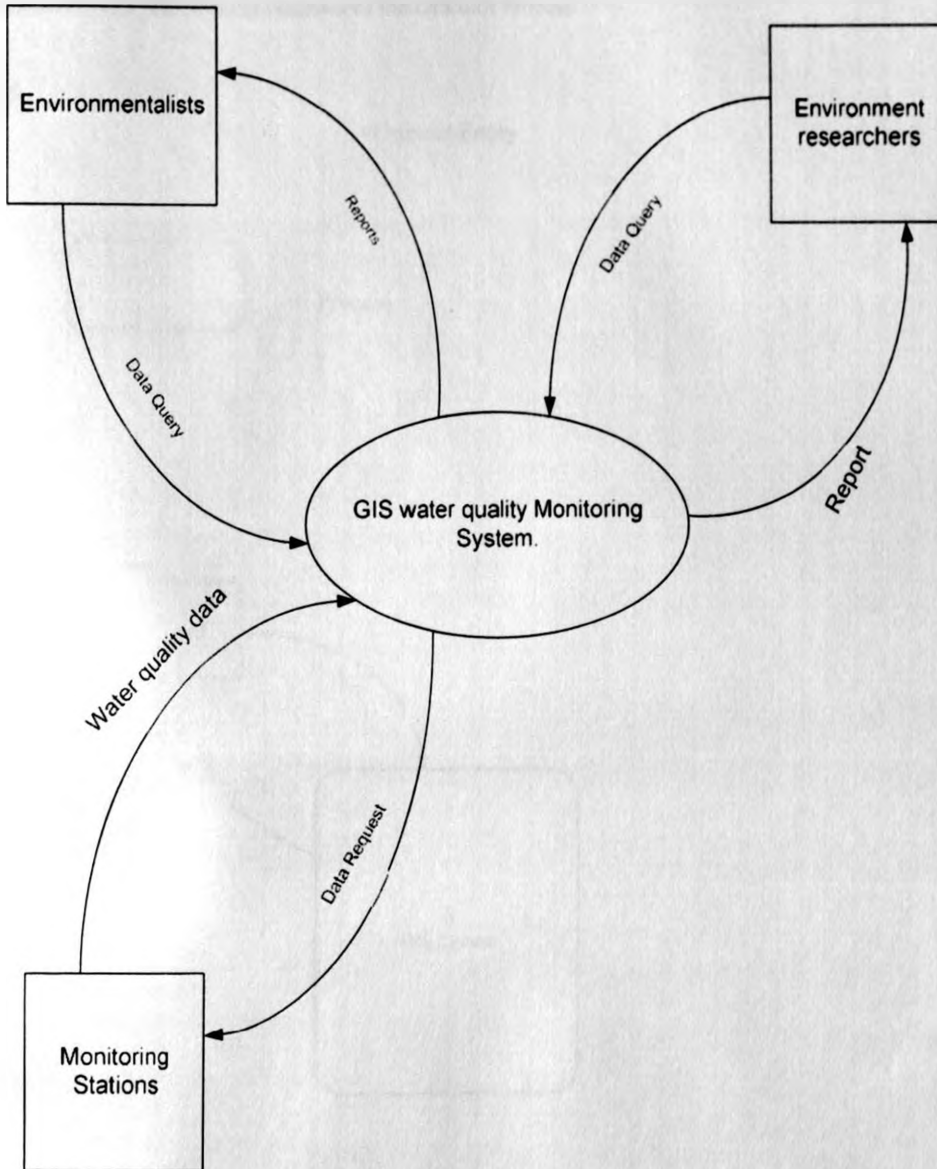 Environmentalists
Environment
researchers
Reports
Data Query
Data Query
GIS water quality Monitoring
System.
Report
Water quality data
Data Request
Monitoring
Stations